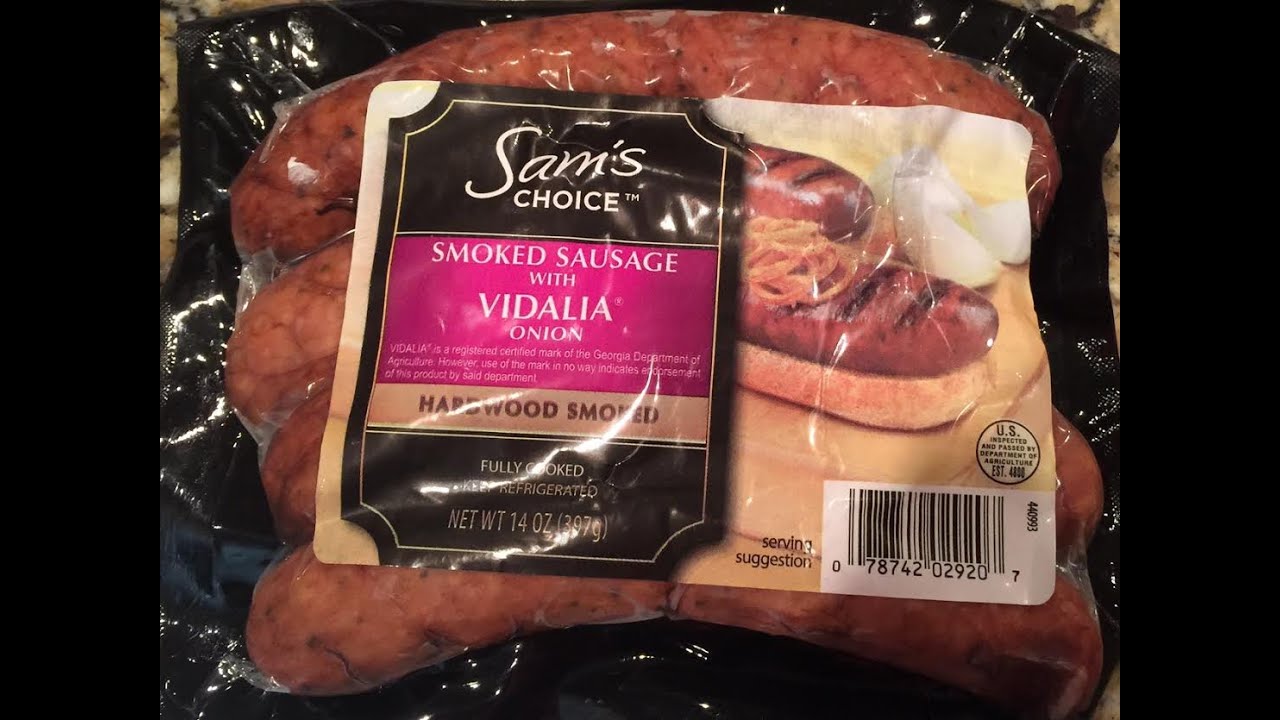 Sam's
CHOICE™
SMOKED SAUSAGE
WITH
VIDALIA®
ONION
VIDALIA® is a registered certified mark of the Georgia Department of
Agriculture. However, use of the mark in no way indicates endorsement
of this product by said department.
HARDWOOD SMOKED
FULLY COOKED
KEEP REFRIGERATED
NET WT 14 OZ (397g)
serving
suggestion
U.S.
INSPECTED
AND PASSED BY
DEPARTMENT OF
AGRICULTURE
EST. 4800
44093
0 78742 02920 7